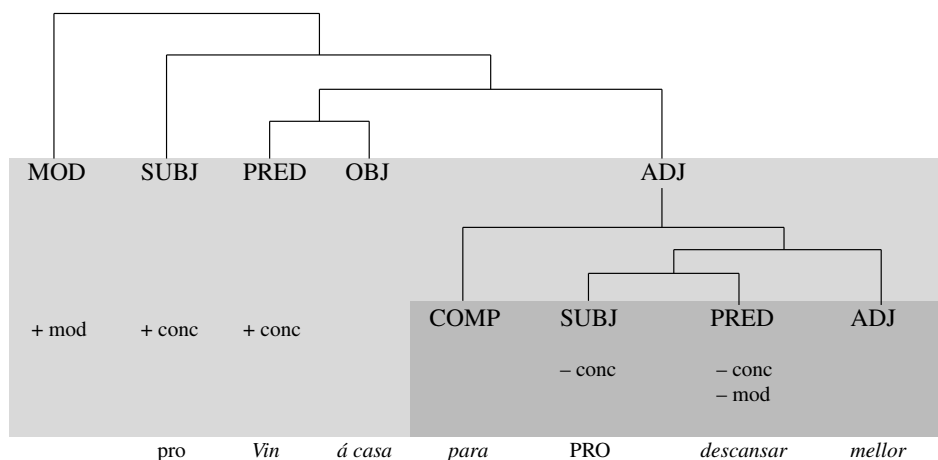 MOD SUBJ PRED OBJ ADJ
COMP SUBJ PRED ADJ
+ mod + conc + conc
– conc – conc
– mod
pro Vin á casa para PRO descansar mellor